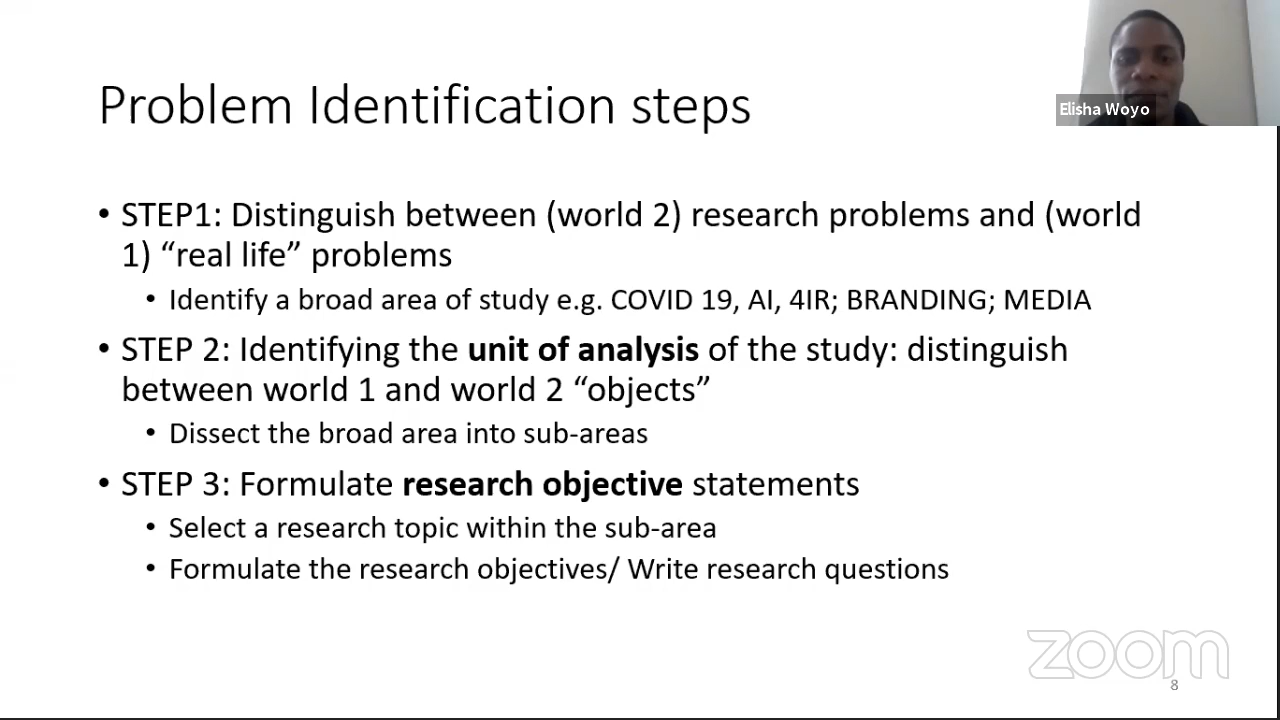 Problem Identification steps
Elisha Woyo
• STEP1: Distinguish between (world 2) research problems and (world
1) “real life” problems
• Identify a broad area of study e.g. COVID 19, AI, 4IR; BRANDING; MEDIA
• STEP 2: Identifying the unit of analysis of the study: distinguish
between world 1 and world 2 “objects”
• Dissect the broad area into sub-areas
• STEP 3: Formulate research objective statements
• Select a research topic within the sub-area
• Formulate the research objectives/ Write research questions
zoom
8